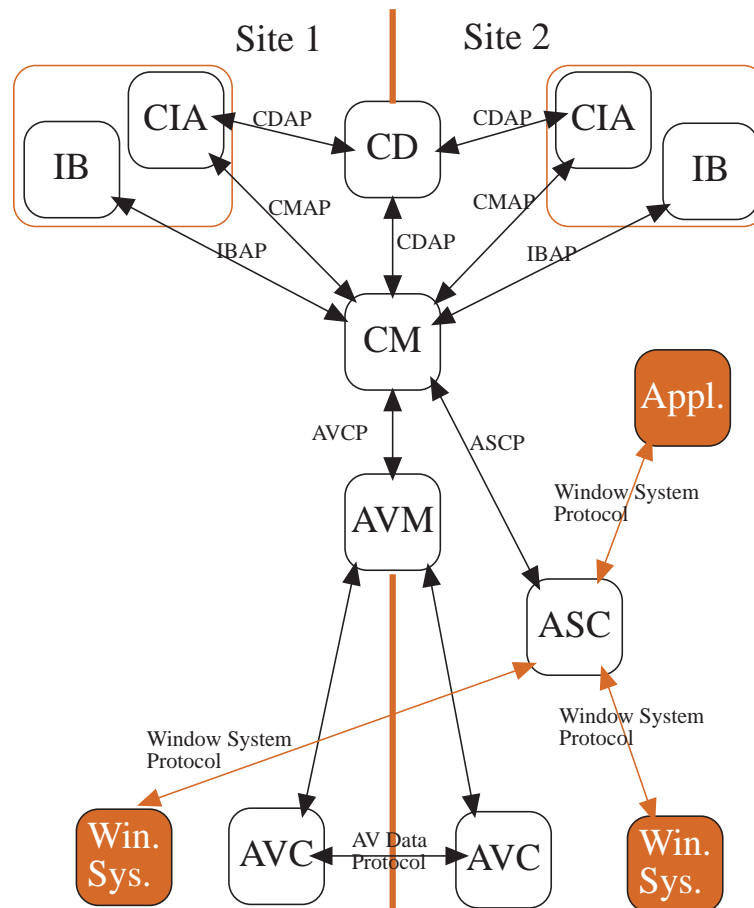 Site 1
Site 2
CIA
CDAP
CD
CDAP
CIA
IB
IB
CMAP
CMAP
IBAP
CDAP
IBAP
CM
Appl.
AVCP
ASCP
Window System
Protocol
AVM
ASC
Window System
Protocol
Window System
Protocol
Win.
Sys.
AVC
AV Data
Protocol
AVC
Win.
Sys.